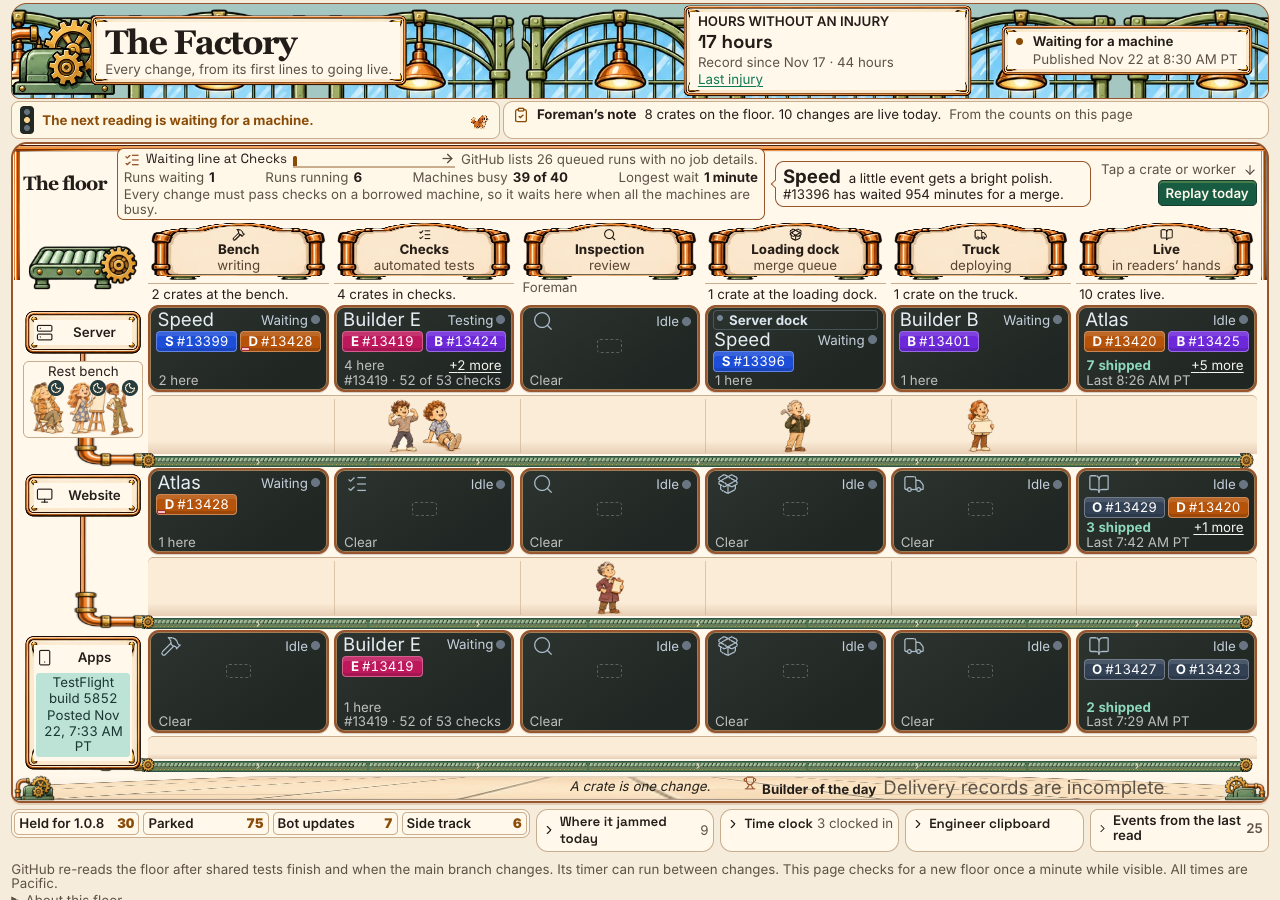 The Factory
Every change, from its first lines to going live.
HOURS WITHOUT AN INJURY
17 hours
Record since Nov 17 · 44 hours
Last injury
Waiting for a machine
Published Nov 22 at 8:30 AM PT
The next reading is waiting for a machine.
Foreman's note 8 crates on the floor. 10 changes are live today. From the counts on this page
The floor
Waiting line at Checks
GitHub lists 26 queued runs with no job details.
Runs waiting 1 Runs running 6 Machines busy 39 of 40 Longest wait 1 minute
Every change must pass checks on a borrowed machine, so it waits here when all the machines are
busy.
Speed a little event gets a bright polish.
#13396 has waited 954 minutes for a merge.
Tap a crate or worker ↓
Replay today
Bench
writing
Checks
automated tests
Inspection
review
Loading dock
merge queue
Truck
deploying
Live
in readers' hands
2 crates at the bench.
4 crates in checks.
Foreman
1 crate at the loading dock.
1 crate on the truck.
10 crates live.
Server
Rest bench
Speed Waiting
S #13399 D #13428
2 here
Builder E Testing
E #13419 B #13424
4 here +2 more
#13419 · 52 of 53 checks
Idle
Clear
Server dock
Speed Waiting
S #13396
1 here
Builder B Waiting
B #13401
1 here
Atlas Idle
D #13420 B #13425
7 shipped +5 more
Last 8:26 AM PT
Website
Atlas Waiting
D #13428
1 here
Idle
Clear
Idle
Clear
Idle
Clear
Idle
Clear
Idle
O #13429 D #13420
3 shipped +1 more
Last 7:42 AM PT
Apps
TestFlight
build 5852
Posted Nov
22, 7:33 AM
PT
Idle
Clear
Builder E Waiting
E #13419
1 here
#13419 · 52 of 53 checks
Idle
Clear
Idle
Clear
Idle
Clear
Idle
O #13427 O #13423
2 shipped
Last 7:29 AM PT
A crate is one change.
Builder of the day Delivery records are incomplete
Held for 1.0.8 30
Parked 75
Bot updates 7
Side track 6
Where it jammed
today 9
Time clock 3 clocked in
Engineer clipboard
Events from the last
read 25
GitHub re-reads the floor after shared tests finish and when the main branch changes. Its timer can run between changes. This page checks for a new floor once a minute while visible. All times are
Pacific.
▶ About this floor